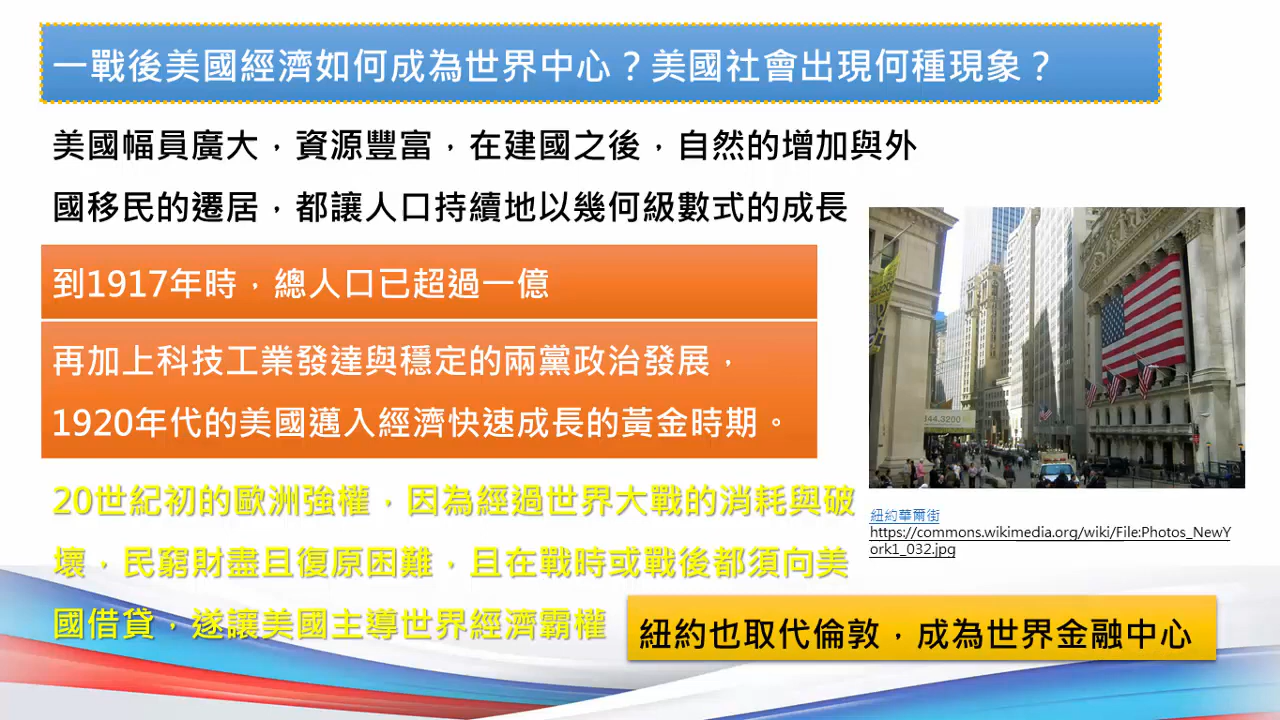 一戰後美國經濟如何成為世界中心？美國社會出現何種現象？
美國幅員廣大，資源豐富，在建國之後，自然的增加與外
國移民的遷居，都讓人口持續地以幾何級數式的成長
到1917年時，總人口已超過一億
再加上科技工業發達與穩定的兩黨政治發展，
1920年代的美國邁入經濟快速成長的黃金時期。
20世紀初的歐洲強權，因為經過世界大戰的消耗與破
壞，民窮財盡且復原困難，且在戰時或戰後都須向美
國借貸，遂讓美國主導世界經濟霸權
344.3200
紐約華爾街
https://commons.wikimedia.org/wiki/File:Photos_NewY
ork1_032.jpg
紐約也取代倫敦，成為世界金融中心